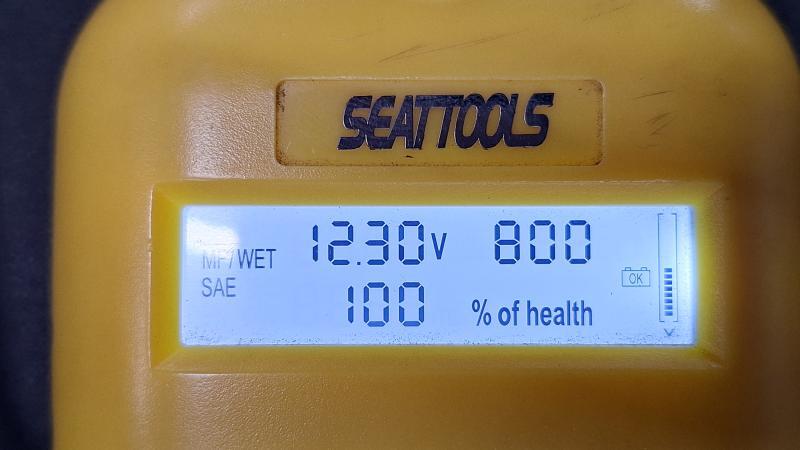 SEATTOOLS
MF/WET 12.30V 800
SAE 100 % of health
OK
V